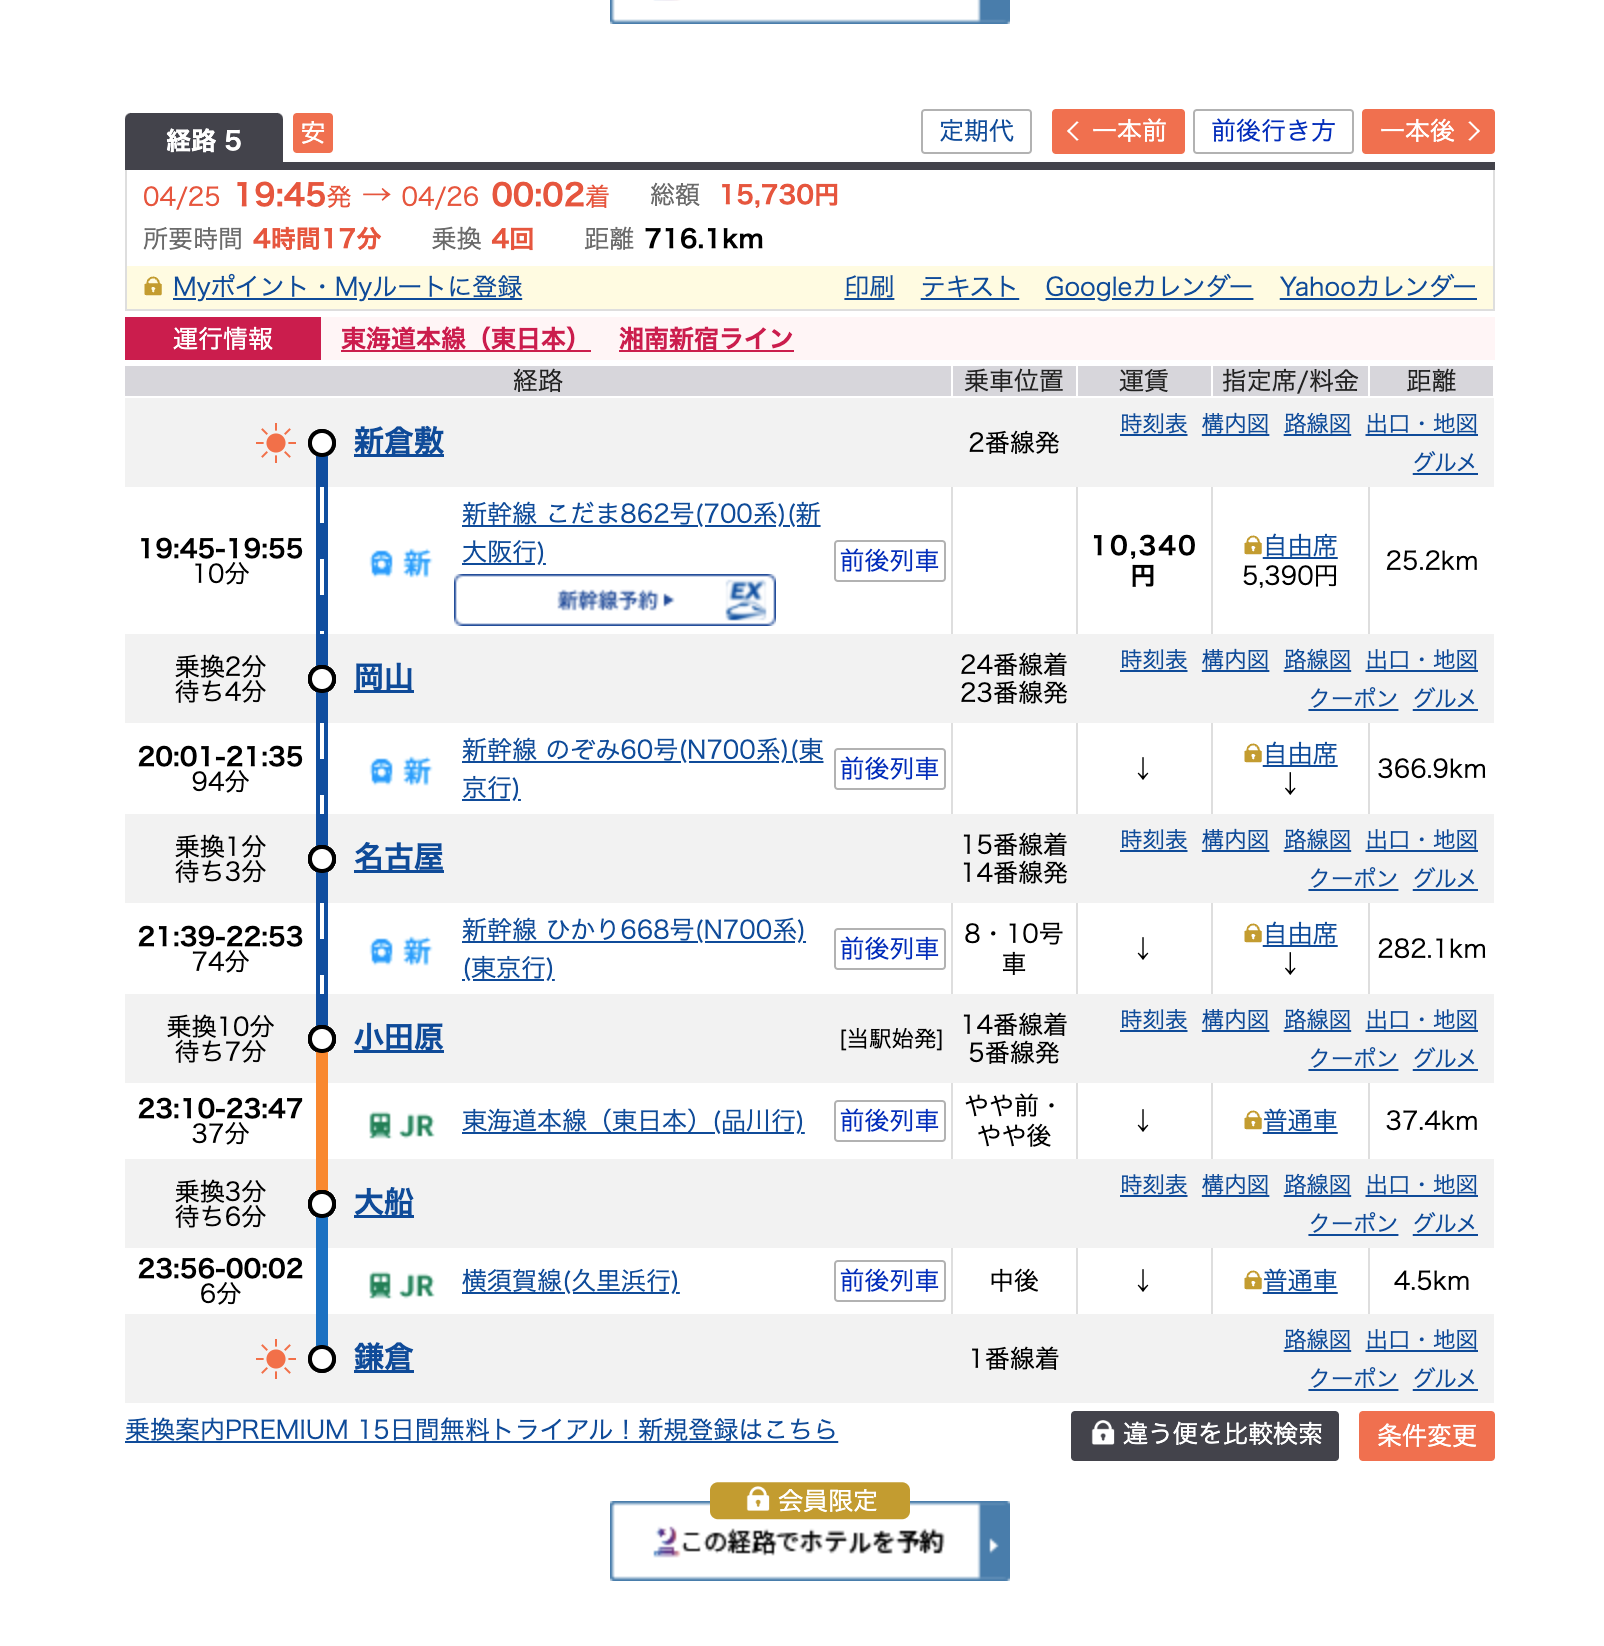 経路 5 安 定期代 一本前 前後行き方 一本後
04/25 19:45発 → 04/26 00:02着 総額 15,730円
所要時間 4時間17分 乗換 4回 距離 716.1km
Myポイント・Myルートに登録 印刷 テキスト Googleカレンダー Yahooカレンダー
運行情報 東海道本線（東日本） 湘南新宿ライン
経路 乗車位置 運賃 指定席/料金 距離
新倉敷 2番線発 時刻表 構内図 路線図 出口・地図
グルメ
19:45-19:55
10分
新
新幹線 こだま862号(700系)(新
大阪行)
新幹線予約 EX
前後列車
10,340
円
自由席
5,390円
25.2km
乗換2分
待ち4分
岡山
24番線着
23番線発
時刻表 構内図 路線図 出口・地図
クーポン グルメ
20:01-21:35
94分
新
新幹線 のぞみ60号(N700系)(東
京行)
前後列車
↓
自由席
↓
366.9km
乗換1分
待ち3分
名古屋
15番線着
14番線発
時刻表 構内図 路線図 出口・地図
クーポン グルメ
21:39-22:53
74分
新
新幹線 ひかり668号(N700系)
(東京行)
前後列車
8・10号
車
↓
自由席
↓
282.1km
乗換10分
待ち7分
小田原
[当駅始発]
14番線着
5番線発
時刻表 構内図 路線図 出口・地図
クーポン グルメ
23:10-23:47
37分
JR
東海道本線（東日本）(品川行)
前後列車
やや前・
やや後
↓
普通車
37.4km
乗換3分
待ち6分
大船
時刻表 構内図 路線図 出口・地図
クーポン グルメ
23:56-00:02
6分
JR
横須賀線(久里浜行)
前後列車
中後
↓
普通車
4.5km
鎌倉
1番線着
路線図 出口・地図
クーポン グルメ
乗換案内PREMIUM 15日間無料トライアル！新規登録はこちら 違う便を比較検索 条件変更
会員限定
この経路でホテルを予約